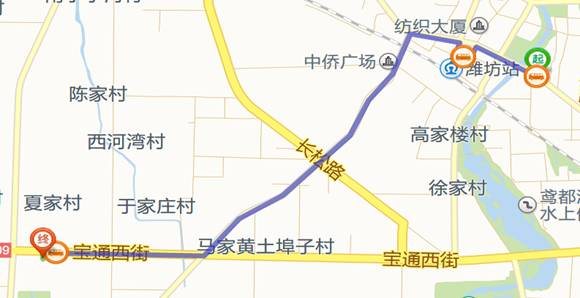 纺织大厦
起
中侨广场
潍坊站
陈家村
西河湾村
高家楼村
长松路
徐家村
鸢都湖
水上
夏家村
于家庄村
终
09
宝通西街
马家黄土埠子村
宝通西街